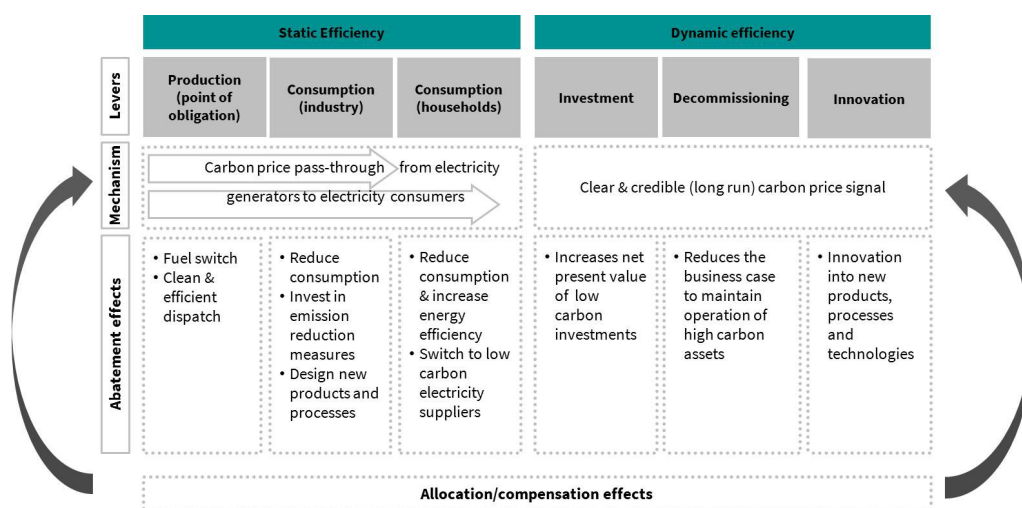 Static Efficiency
Dynamic efficiency
Levers
Production
(point of
obligation)
Consumption
(industry)
Consumption
(households)
Investment
Decommissioning
Innovation
Mechanism
Carbon price pass-through from electricity
generators to electricity consumers
Clear & credible (long run) carbon price signal
Abatement effects
• Fuel switch
• Clean &
efficient
dispatch
• Reduce
consumption
• Invest in
emission
reduction
measures
• Design new
products and
processes
• Reduce
consumption
& increase
energy
efficiency
• Switch to low
carbon
electricity
suppliers
• Increases net
present value
of low
carbon
investments
• Reduces the
business case
to maintain
operation of
high carbon
assets
• Innovation
into new
products,
processes
and
technologies
Allocation/compensation effects